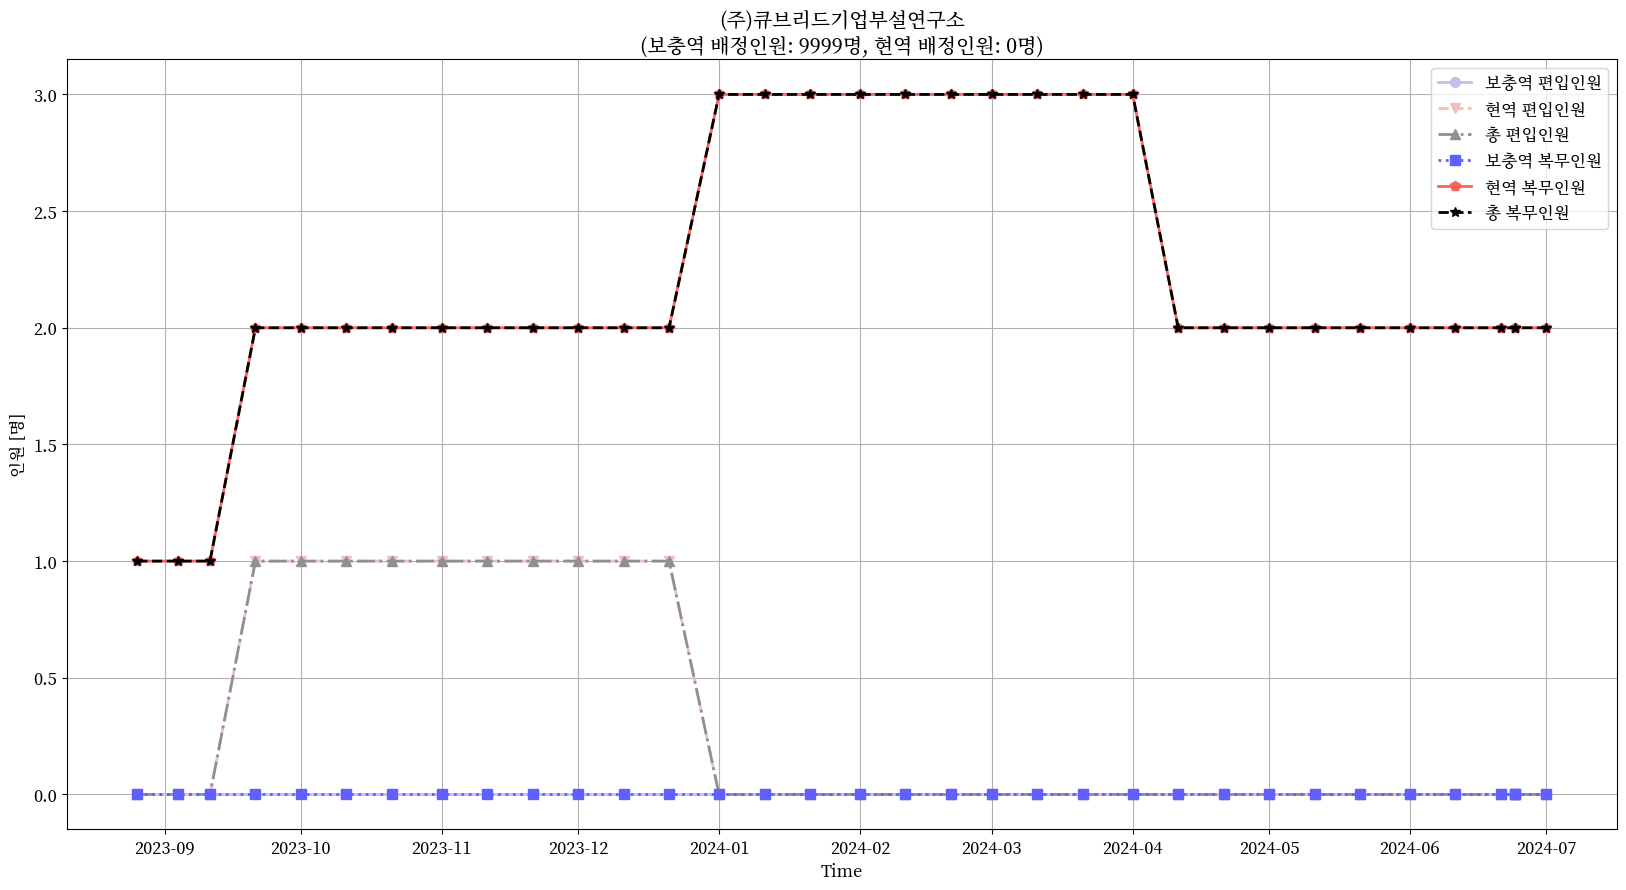 (주)큐브리드기업부설연구소
(보충역 배정인원: 9999명, 현역 배정인원: 0명)
보충역 편입인원
현역 편입인원
총 편입인원
보충역 복무인원
현역 복무인원
총 복무인원
인원 [명]
3.0
2.5
2.0
1.5
1.0
0.5
0.0
2023-09 2023-10 2023-11 2023-12 2024-01 2024-02 2024-03 2024-04 2024-05 2024-06 2024-07
Time